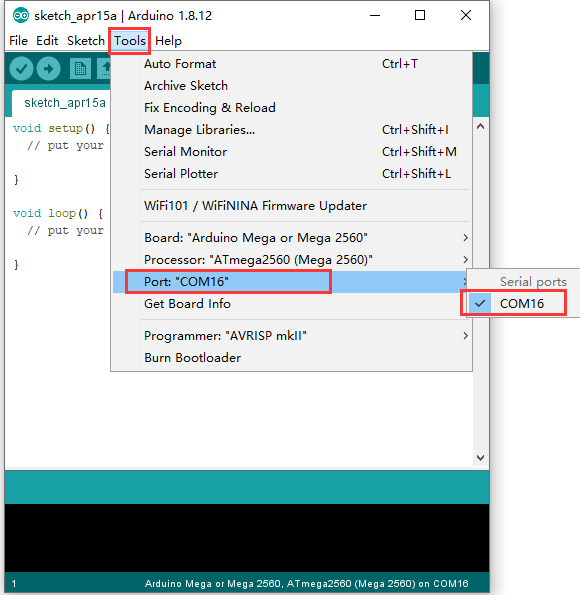 sketch_apr15a | Arduino 1.8.12
File Edit Sketch Tools Help
sketch_apr15a
void setup() {
// put your
}
void loop() {
// put your
}
Auto Format Ctrl+T
Archive Sketch
Fix Encoding & Reload
Manage Libraries... Ctrl+Shift+I
Serial Monitor Ctrl+Shift+M
Serial Plotter Ctrl+Shift+L
WiFi101 / WiFiNINA Firmware Updater
Board: "Arduino Mega or Mega 2560"
Processor: "ATmega2560 (Mega 2560)"
Port: "COM16"
Get Board Info
Programmer: "AVRISP mkII"
Burn Bootloader
Serial ports
COM16
1 Arduino Mega or Mega 2560, ATmega2560 (Mega 2560) on COM16